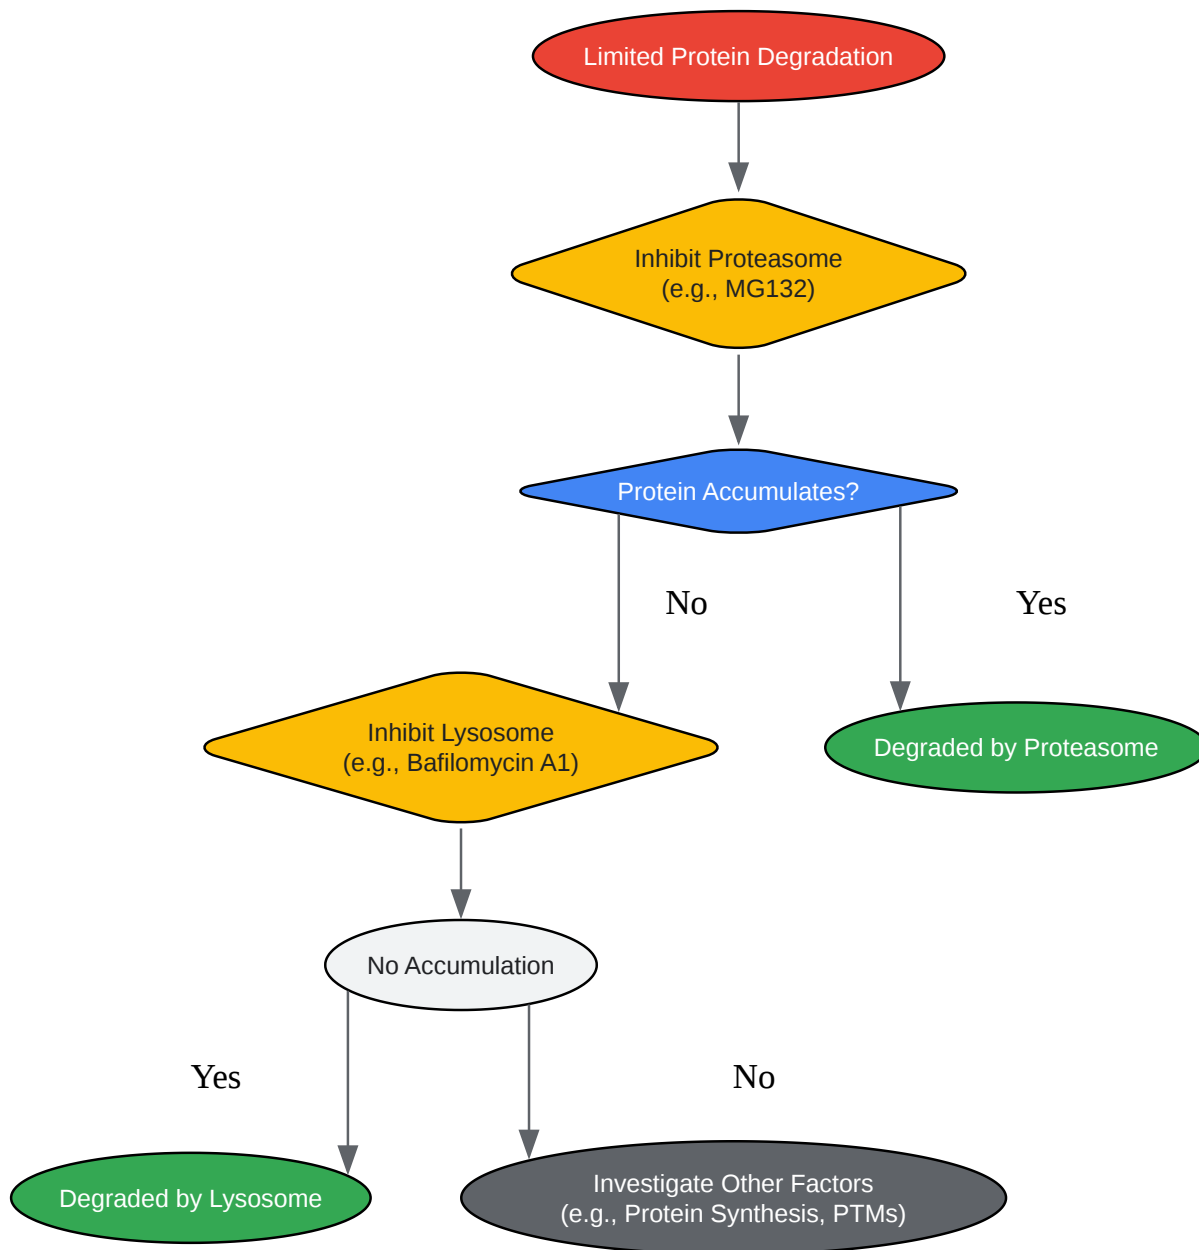 Limited Protein Degradation
Inhibit Proteasome
(e.g., MG132)
Protein Accumulates?
No
Yes
Inhibit Lysosome
(e.g., Bafilomycin A1)
Degraded by Proteasome
No Accumulation
Yes
No
Degraded by Lysosome
Investigate Other Factors
(e.g., Protein Synthesis, PTMs)